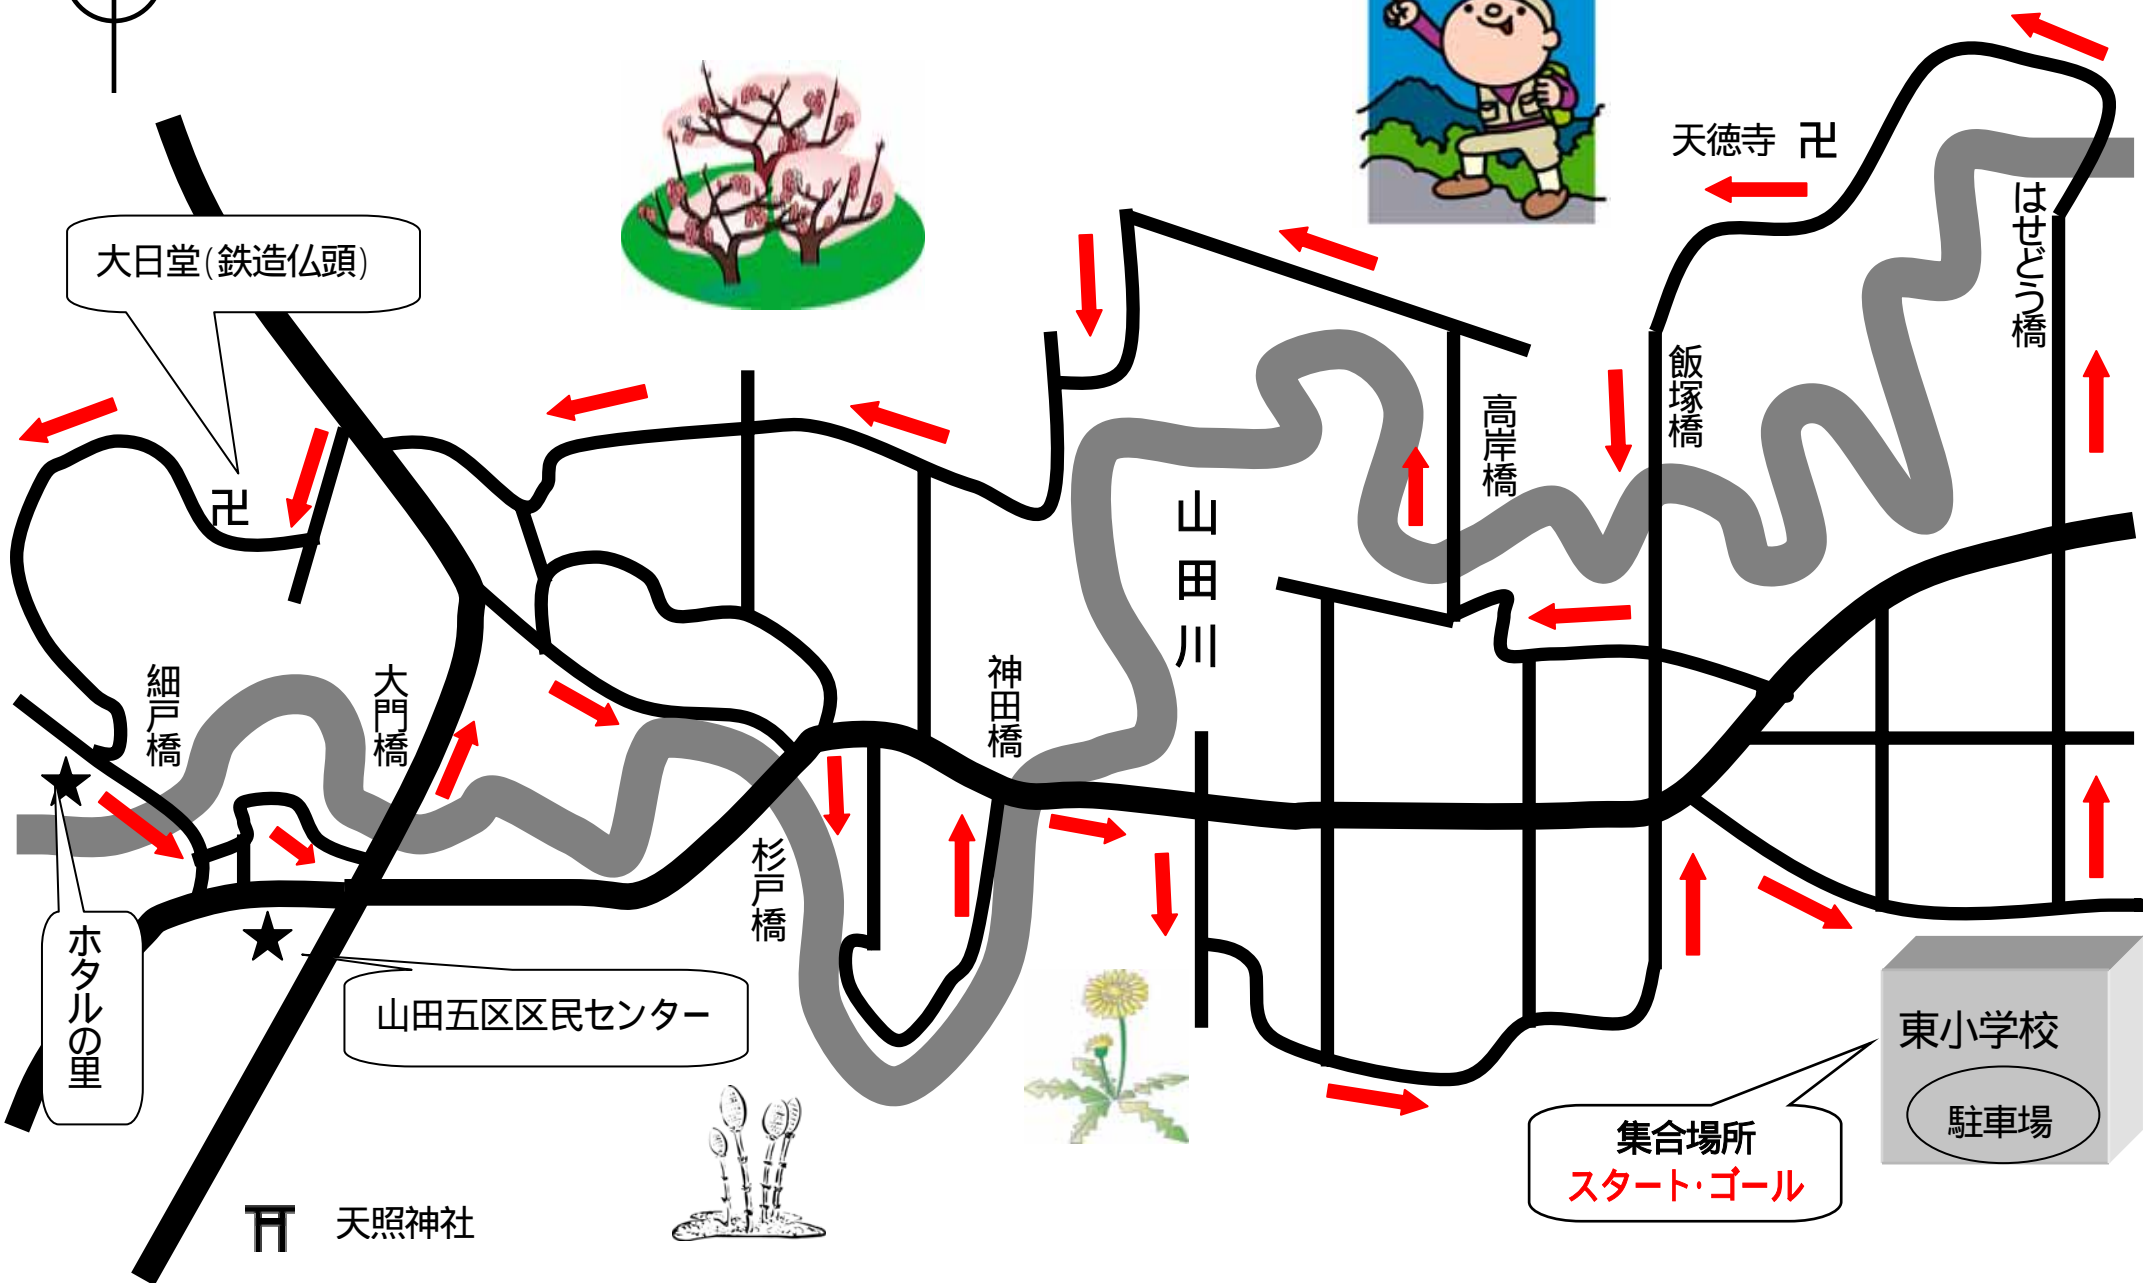 天徳寺
はせどう橋
大日堂(鉄造仏頭)
飯塚橋
高岸橋
山田川
神田橋
細戸橋
大門橋
杉戸橋
ホタルの里
山田五区区民センター
東小学校
駐車場
集合場所
スタート・ゴール
天照神社